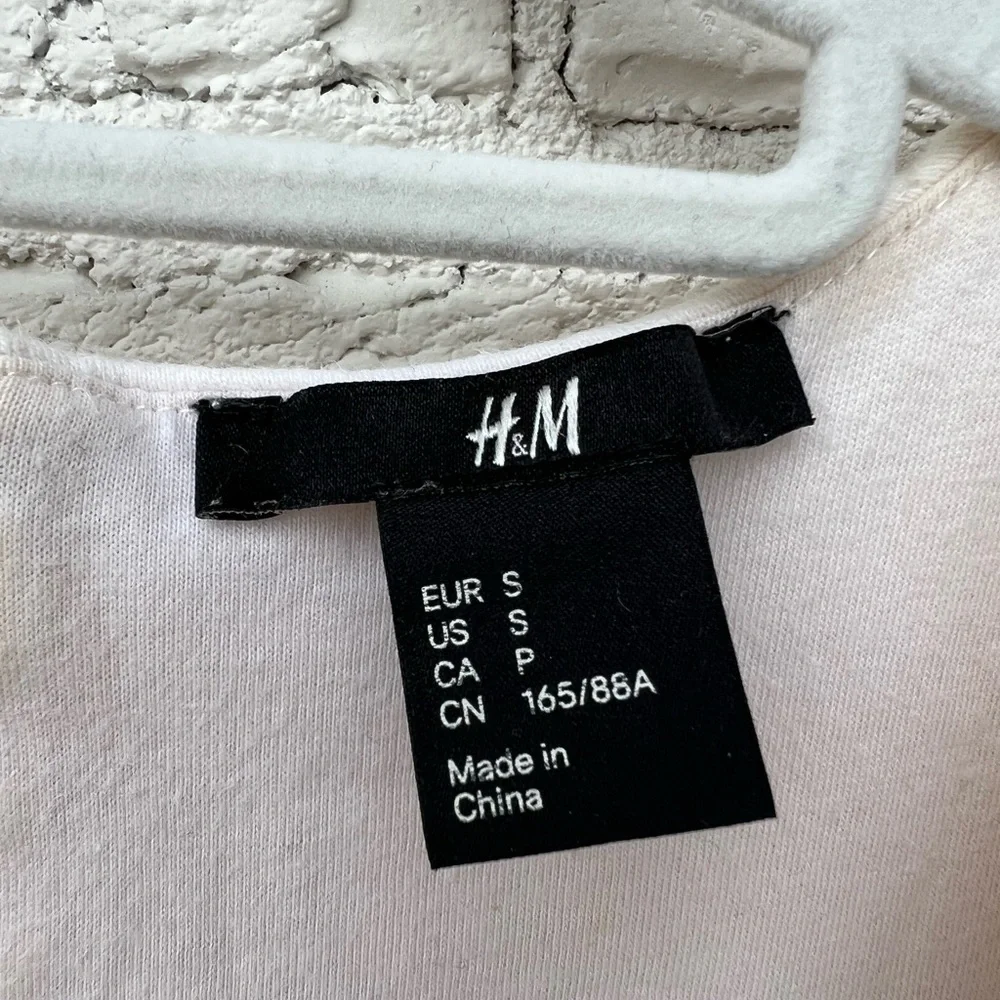 H&M
EUR S
US S
CA P
CN 165/88A
Made in
China